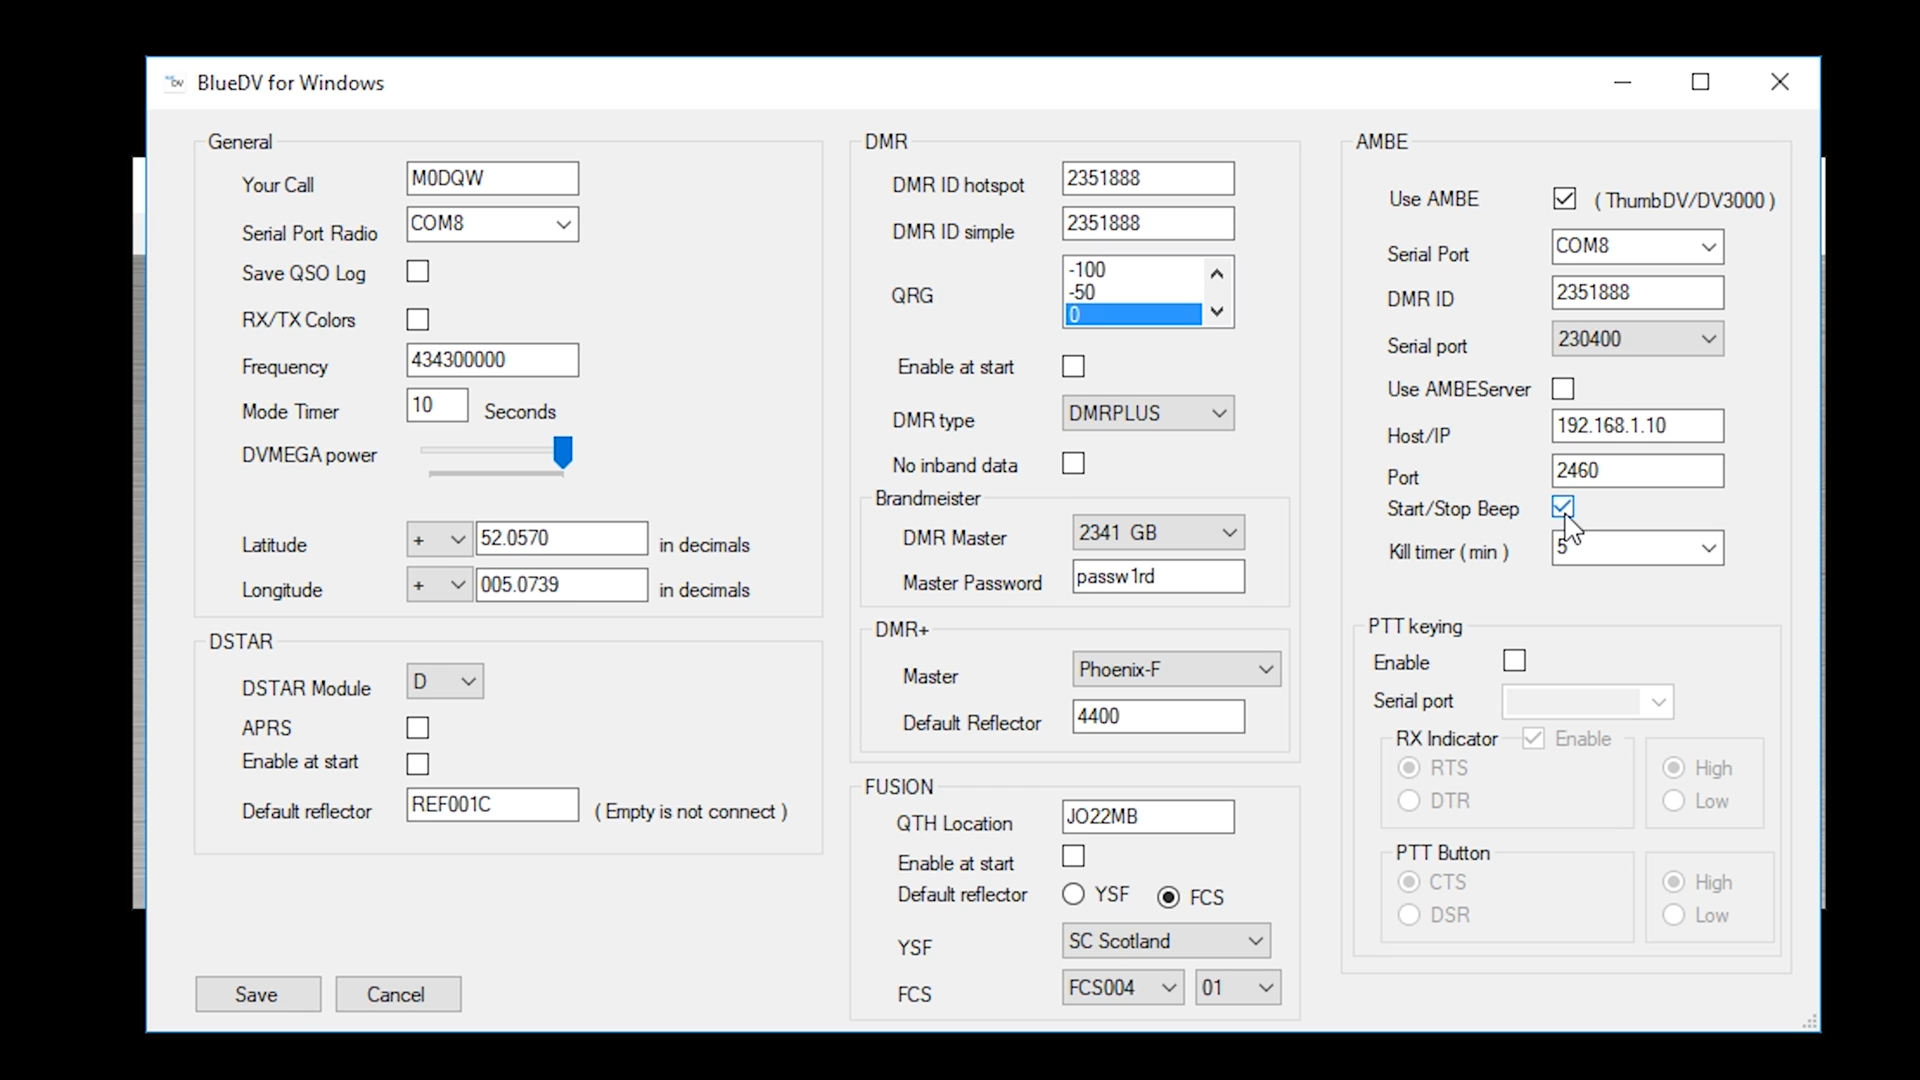 BlueDV for Windows
General
Your Call M0DQW
Serial Port Radio COM8
Save QSO Log
RX/TX Colors
Frequency 434300000
Mode Timer 10 Seconds
DVMEGA power
Latitude + 52.0570 in decimals
Longitude + 005.0739 in decimals
DSTAR
DSTAR Module D
APRS
Enable at start
Default reflector REF001C ( Empty is not connect )
Save Cancel
DMR
DMR ID hotspot 2351888
DMR ID simple 2351888
-100
-50
QRG
0
Enable at start
DMR type DMRPLUS
No inband data
Brandmeister
DMR Master 2341 GB
Master Password passw1rd
DMR+
Master Phoenix-F
Default Reflector 4400
FUSION
QTH Location JO22MB
Enable at start
Default reflector YSF FCS
YSF SC Scotland
FCS FCS004 01
AMBE
Use AMBE ( ThumbDV/DV3000 )
Serial Port COM8
DMR ID 2351888
Serial port 230400
Use AMBEServer
Host/IP 192.168.1.10
Port 2460
Start/Stop Beep
Kill timer ( min ) 5
PTT keying
Enable
Serial port
RX Indicator Enable
RTS High
DTR Low
PTT Button
CTS High
DSR Low